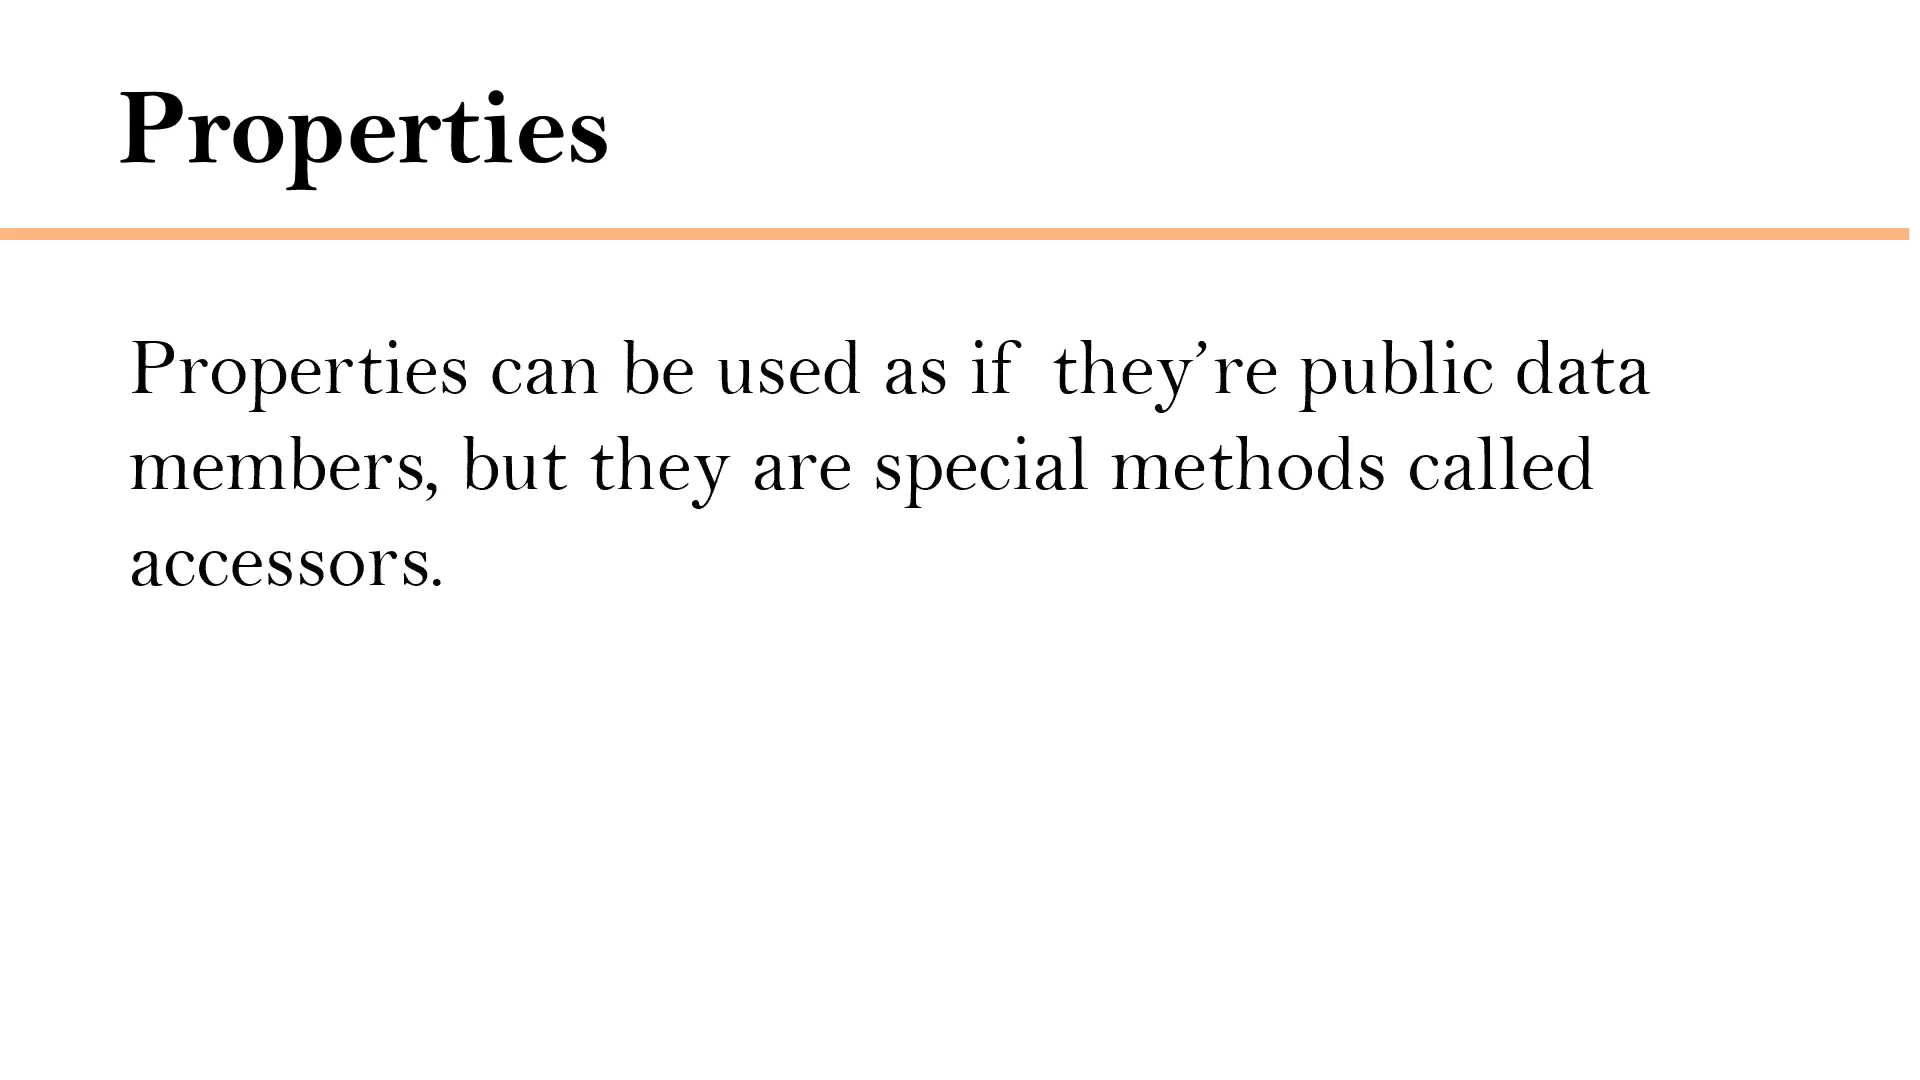 Properties
Properties can be used as if they’re public data
members, but they are special methods called
accessors.